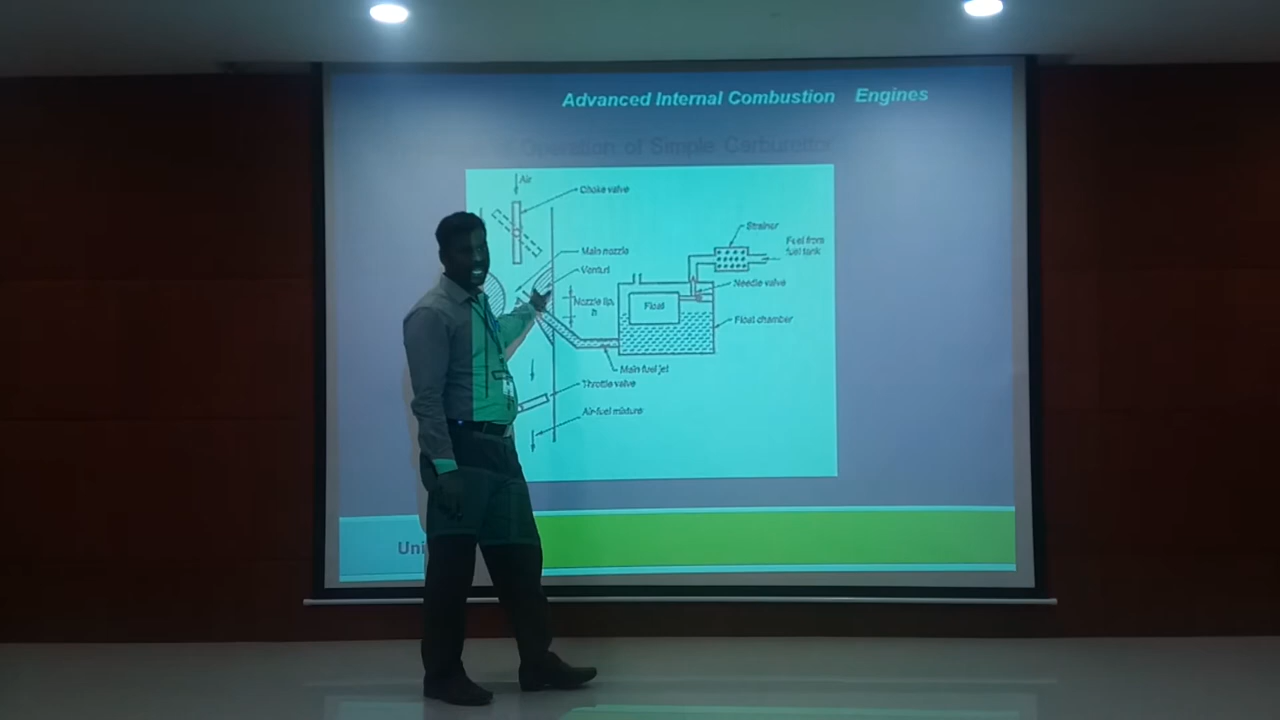 Advanced Internal Combustion Engines
Operation of Simple Carburettor
Air
Choke valve
Strainer
Fuel from
fuel tank
Main nozzle
Venturi
Needle valve
Nozzle lip,
h
Float
Float chamber
Main fuel jet
Throttle valve
Air-fuel mixture
Uni